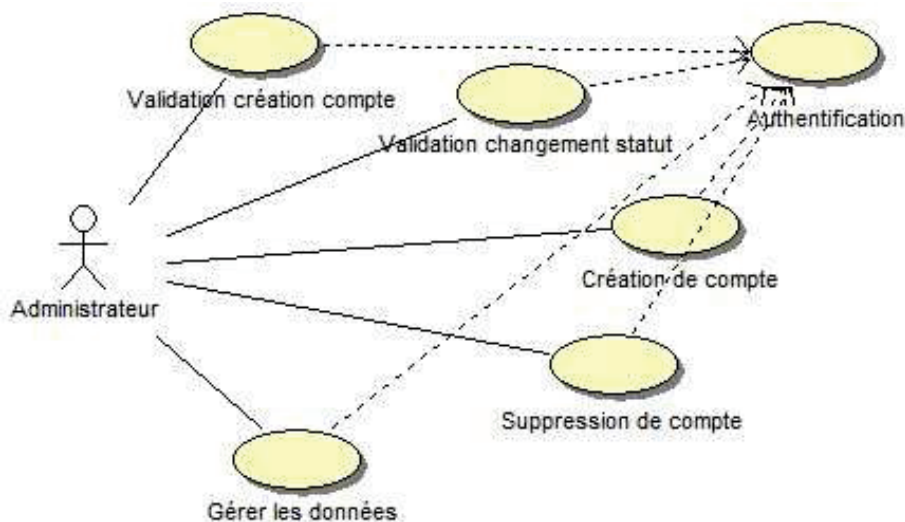 Validation création compte
Authentification
Validation changement statut
Création de compte
Administrateur
Suppression de compte
Gérer les données